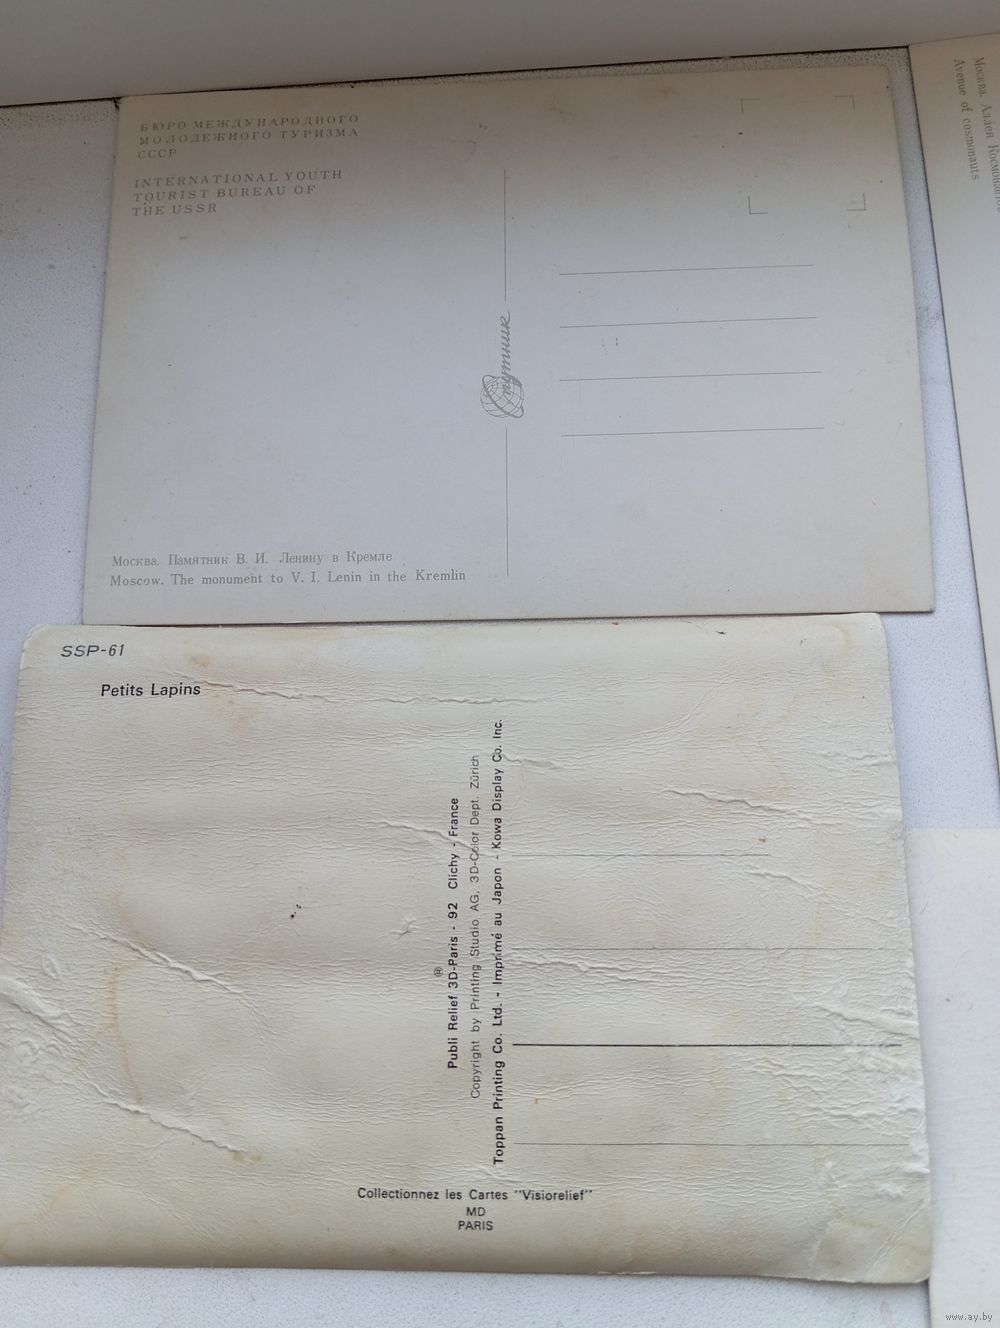 БЮРО МЕЖДУНАРОДНОГО
МОЛОДЕЖНОГО ТУРИЗМА
СССР
INTERNATIONAL YOUTH
TOURIST BUREAU OF
THE USSR
Спутник
Москва. Памятник В. И. Ленину в Кремле
Moscow. The monument to V. I. Lenin in the Kremlin
Москва. Аллея
Avenue of cosmonauts
SSP-61
Petits Lapins
Publi Relief 3D-Paris® - 92 Clichy - France
Copyright by Printing Studio AG, 3D-Color Dept. Zürich
Toppan Printing Co. Ltd. - Imprimé au Japon - Kowa Display Co. Inc.
Collectionnez les Cartes "Visiorelief"
MD
PARIS
www.ay.by